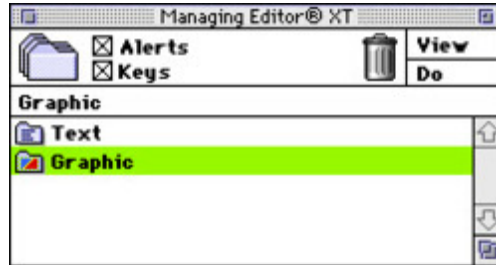 Managing Editor® XT
Alerts
Keys
View
Do
Graphic
Text
Graphic